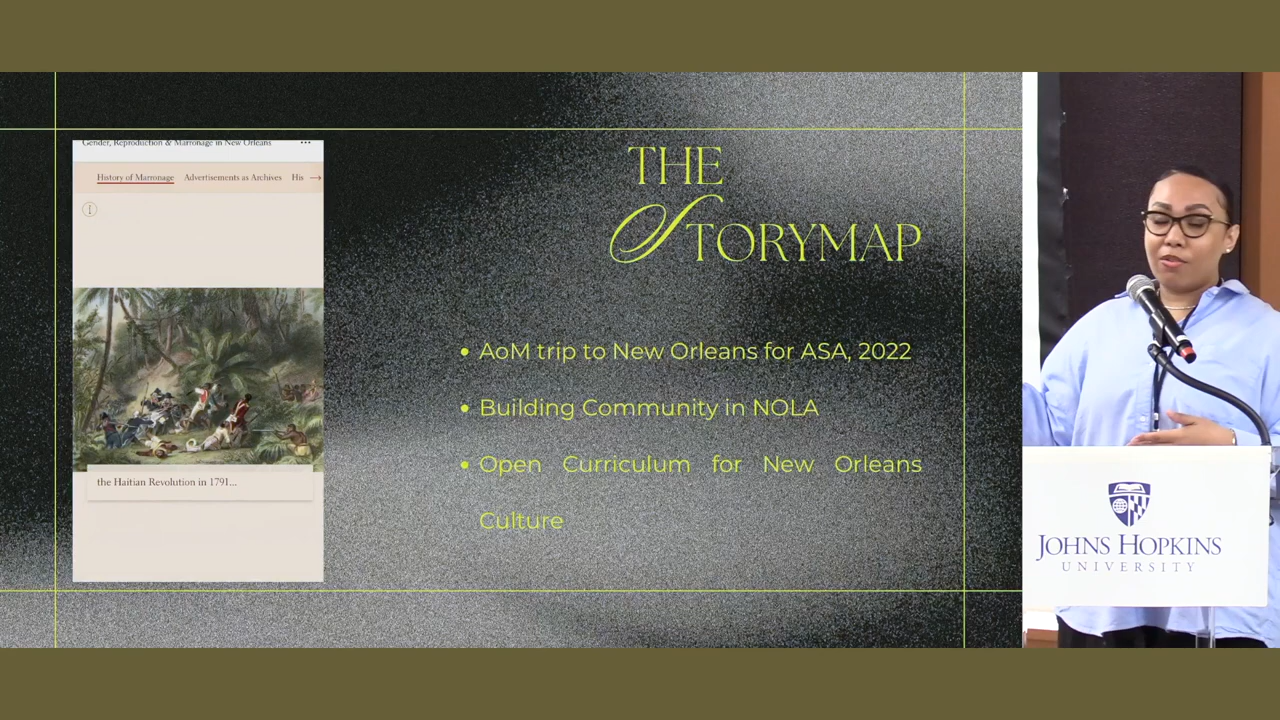 Gender, Reproduction & Marronage in New Orleans
History of Marronage Advertisements as Archives His
the Haitian Revolution in 1791...
THE
STORYMAP
• AoM trip to New Orleans for ASA, 2022
• Building Community in NOLA
• Open Curriculum for New Orleans
Culture
JOHNS HOPKINS
UNIVERSITY